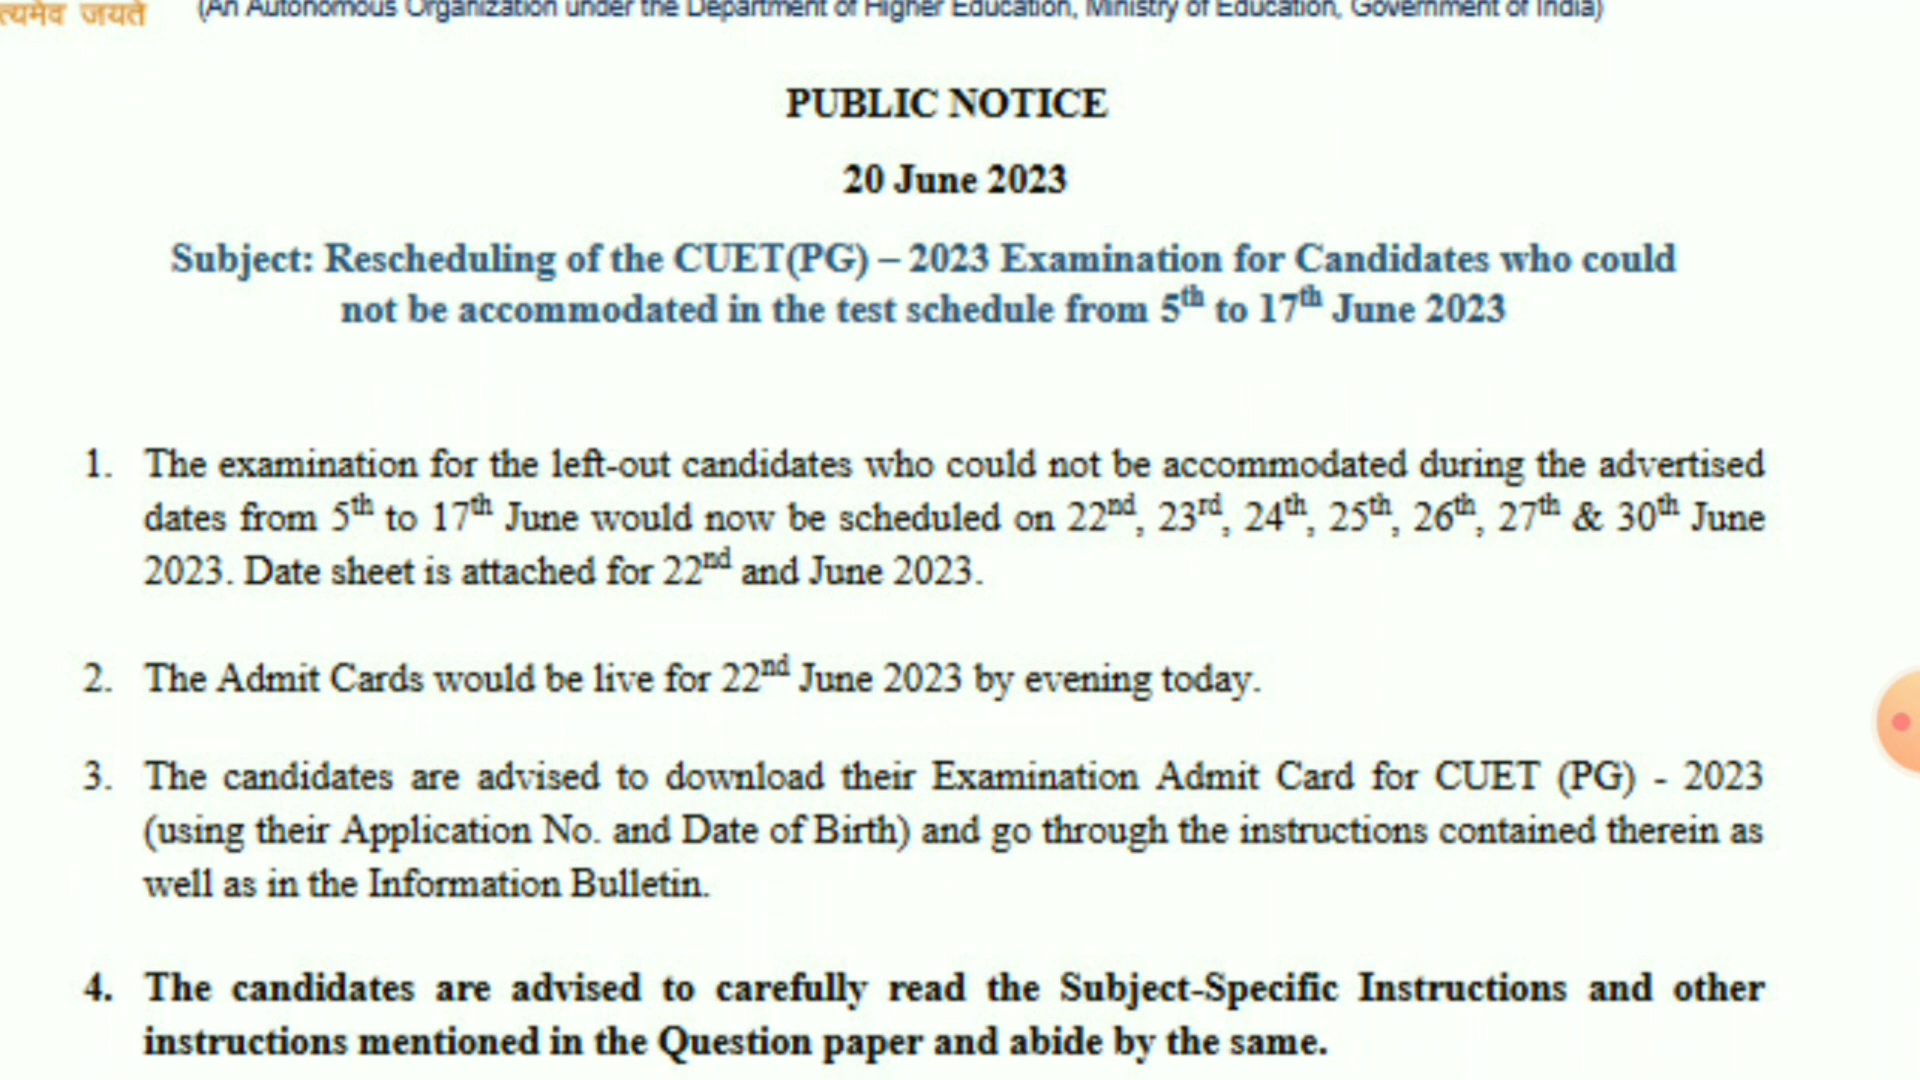 त्यमेव जयते (An Autonomous Organization under the Department of Higher Education, Ministry of Education, Government of India)
PUBLIC NOTICE
20 June 2023
Subject: Rescheduling of the CUET(PG) – 2023 Examination for Candidates who could
not be accommodated in the test schedule from 5th to 17th June 2023
1. The examination for the left-out candidates who could not be accommodated during the advertised
dates from 5th to 17th June would now be scheduled on 22nd, 23rd, 24th, 25th, 26th, 27th & 30th June
2023. Date sheet is attached for 22nd and June 2023.
2. The Admit Cards would be live for 22nd June 2023 by evening today.
3. The candidates are advised to download their Examination Admit Card for CUET (PG) - 2023
(using their Application No. and Date of Birth) and go through the instructions contained therein as
well as in the Information Bulletin.
4. The candidates are advised to carefully read the Subject-Specific Instructions and other
instructions mentioned in the Question paper and abide by the same.